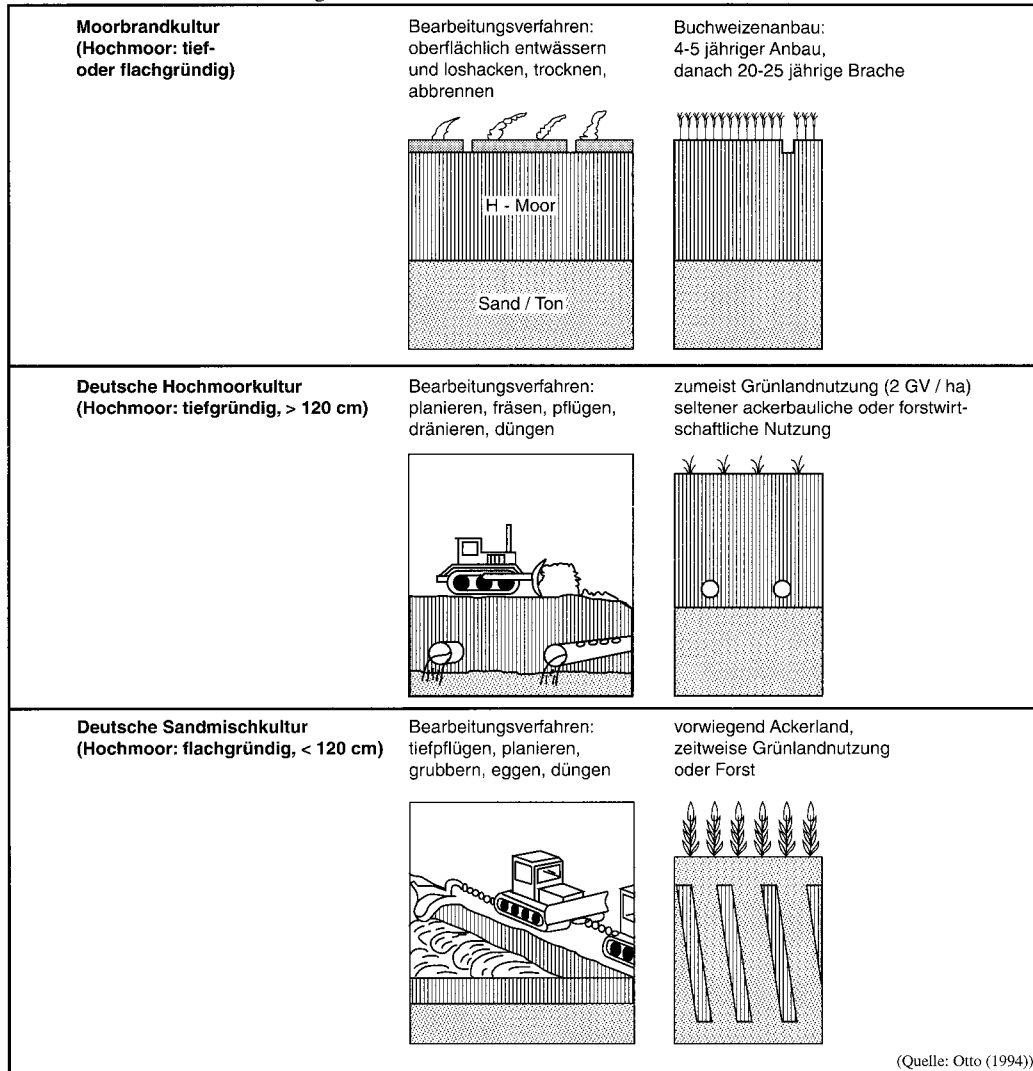 Moorbrandkultur
(Hochmoor: tief-
oder flachgründig)
Bearbeitungsverfahren:
oberflächlich entwässern
und loshacken, trocknen,
abbrennen
Buchweizenanbau:
4-5 jähriger Anbau,
danach 20-25 jährige Brache
H - Moor
Sand / Ton
Deutsche Hochmoorkultur
(Hochmoor: tiefgründig, > 120 cm)
Bearbeitungsverfahren:
planieren, fräsen, pflügen,
dränieren, düngen
zumeist Grünlandnutzung (2 GV / ha)
seltener ackerbauliche oder forstwirt-
schaftliche Nutzung
Deutsche Sandmischkultur
(Hochmoor: flachgründig, < 120 cm)
Bearbeitungsverfahren:
tiefpflügen, planieren,
grubbern, eggen, düngen
vorwiegend Ackerland,
zeitweise Grünlandnutzung
oder Forst
(Quelle: Otto (1994))